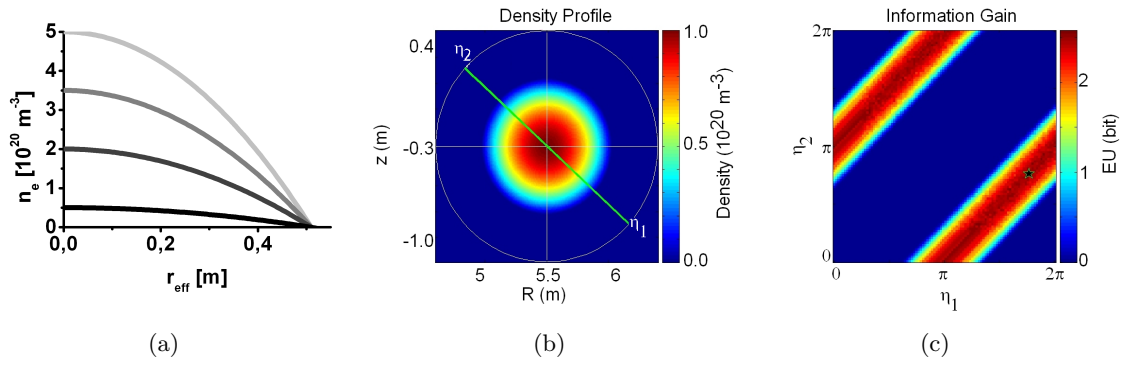 5
4
3
2
1
0
n_e [10^20 m^-3]
0,0 0,2 0,4
r_eff [m]
(a)
Density Profile
0.4
-0.3
-1.0
z (m)
η_2
η_1
5 5.5 6
R (m)
1.0
0.5
0.0
Density (10^20 m^-3)
(b)
Information Gain
2π
π
0
η_2
0 π 2π
η_1
2
1
0
EU (bit)
(c)